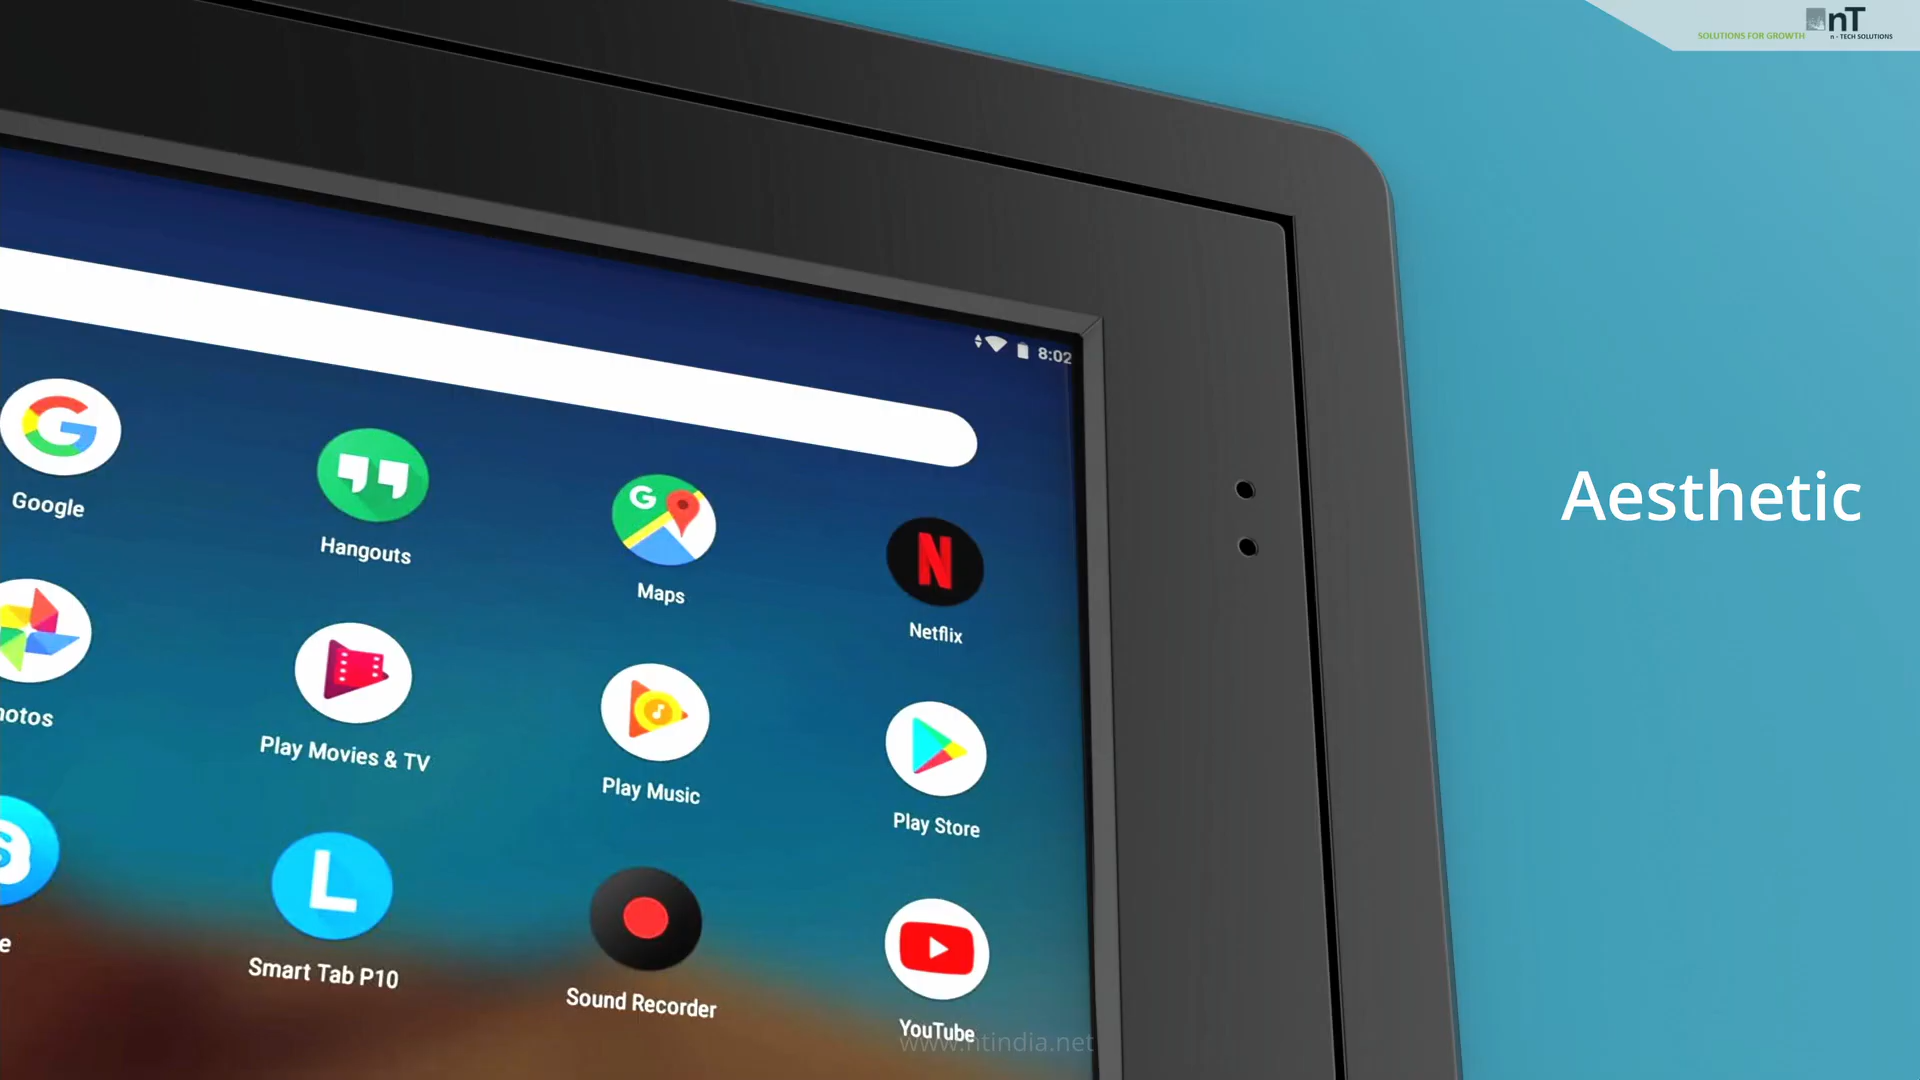 SOLUTIONS FOR GROWTH
nT
n - TECH SOLUTIONS
8:02
Google
Hangouts
Maps
Netflix
Aesthetic
hotos
Play Movies & TV
Play Music
Play Store
e
Smart Tab P10
Sound Recorder
YouTube
www.ntindia.net